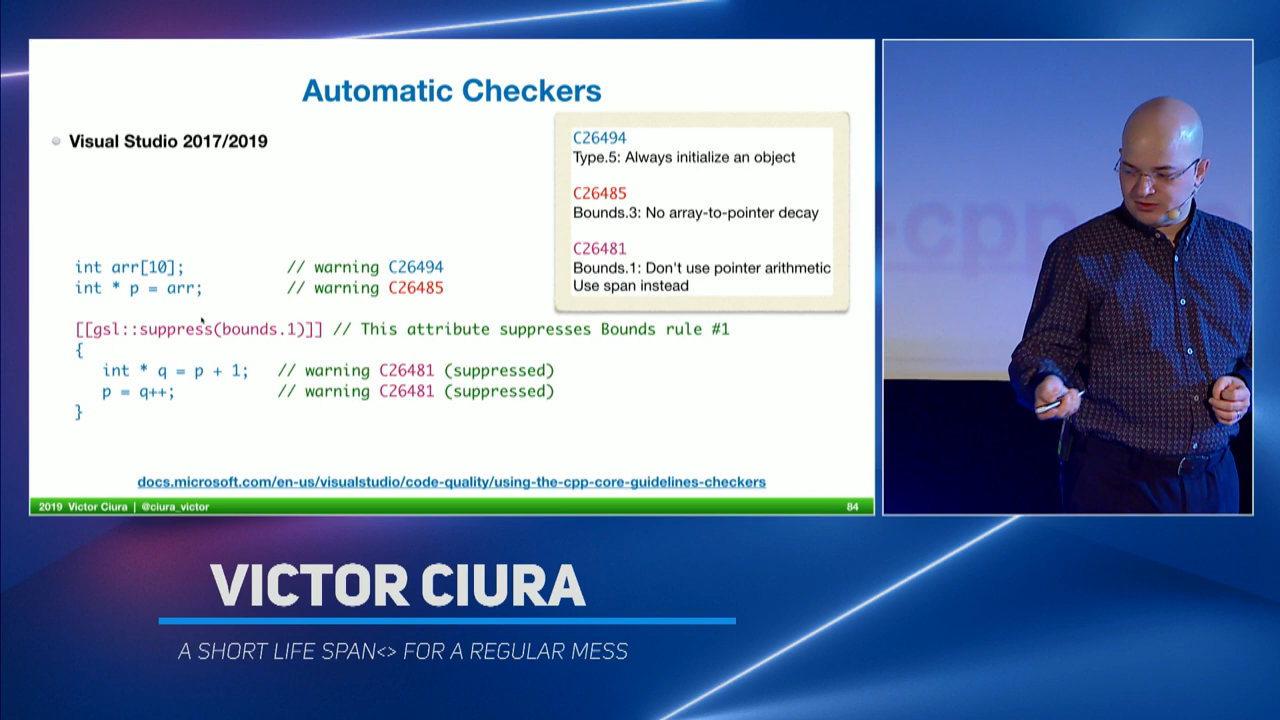 Automatic Checkers
Visual Studio 2017/2019
C26494
Type.5: Always initialize an object
C26485
Bounds.3: No array-to-pointer decay
C26481
Bounds.1: Don't use pointer arithmetic
Use span instead
int arr[10]; // warning C26494
int * p = arr; // warning C26485
[[gsl::suppress(bounds.1)]] // This attribute suppresses Bounds rule #1
{
int * q = p + 1; // warning C26481 (suppressed)
p = q++; // warning C26481 (suppressed)
}
docs.microsoft.com/en-us/visualstudio/code-quality/using-the-cpp-core-guidelines-checkers
2019 Victor Ciura | @ciura_victor 84
-cpp
VICTOR CIURA
A SHORT LIFE SPAN<> FOR A REGULAR MESS